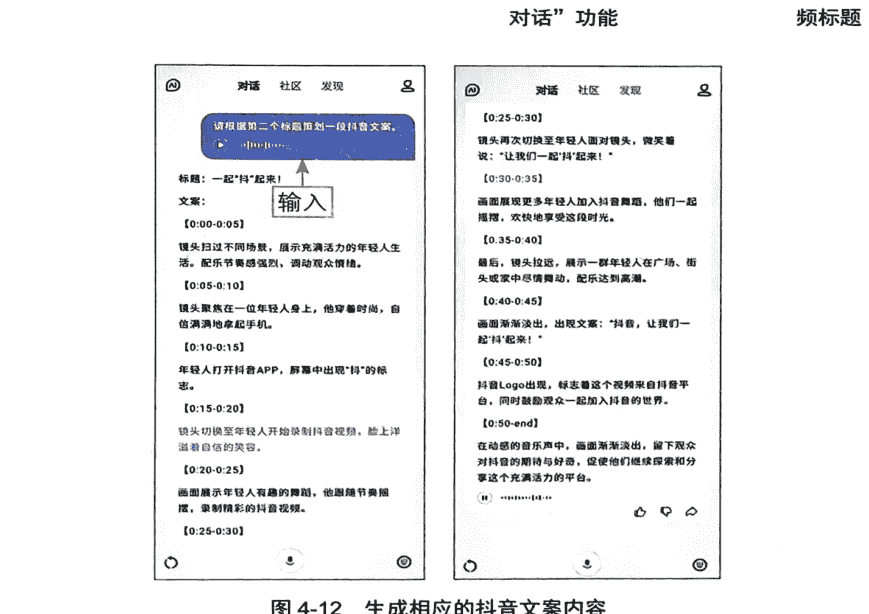 对话”功能
频标题
对话 社区 发现
请根据如二个标题策划一段抖音文案。
输入
标题：一起“抖”起来！
文案：
【0:00-0:05】
镜头扫过不同场景，展示充满活力的年轻人生
活。配乐节奏感强烈，调动观众情绪。
【0:05-0:10】
镜头聚焦在一位年轻人身上，他穿着时尚，自
信满满地拿起手机。
【0:10-0:15】
年轻人打开抖音APP，屏幕中出现“抖”的标
志。
【0:15-0:20】
镜头切换至年轻人开始录制抖音视频，脸上洋
溢着自信的笑容。
【0:20-0:25】
画面展示年轻人有趣的舞蹈，他跟随节奏摇
摆，录制精彩的抖音视频。
【0:25-0:30】
对话 社区 发现
【0:25-0:30】
镜头再次切换至年轻人面对镜头，微笑着
说：“让我们一起‘抖’起来！”
【0:30-0:35】
画面展现更多年轻人加入抖音舞蹈，他们一起
摇摆，欢快地享受这段时光。
【0.35-0:40】
最后，镜头拉远，展示一群年轻人在广场、街
头或家中尽情舞动，配乐达到高潮。
【0:40-0:45】
画面渐渐淡出，出现文案：“抖音，让我们一
起‘抖’起来！”
【0:45-0:50】
抖音Logo出现，标志着这个视频来自抖音平
台，同时鼓励观众一起加入抖音的世界。
【0:50-end】
在动感的音乐声中，画面渐渐淡出，留下观众
对抖音的期待与好奇，促使他们继续探索和分
享这个充满活力的平台。
图 4-12 生成相应的抖音文案内容